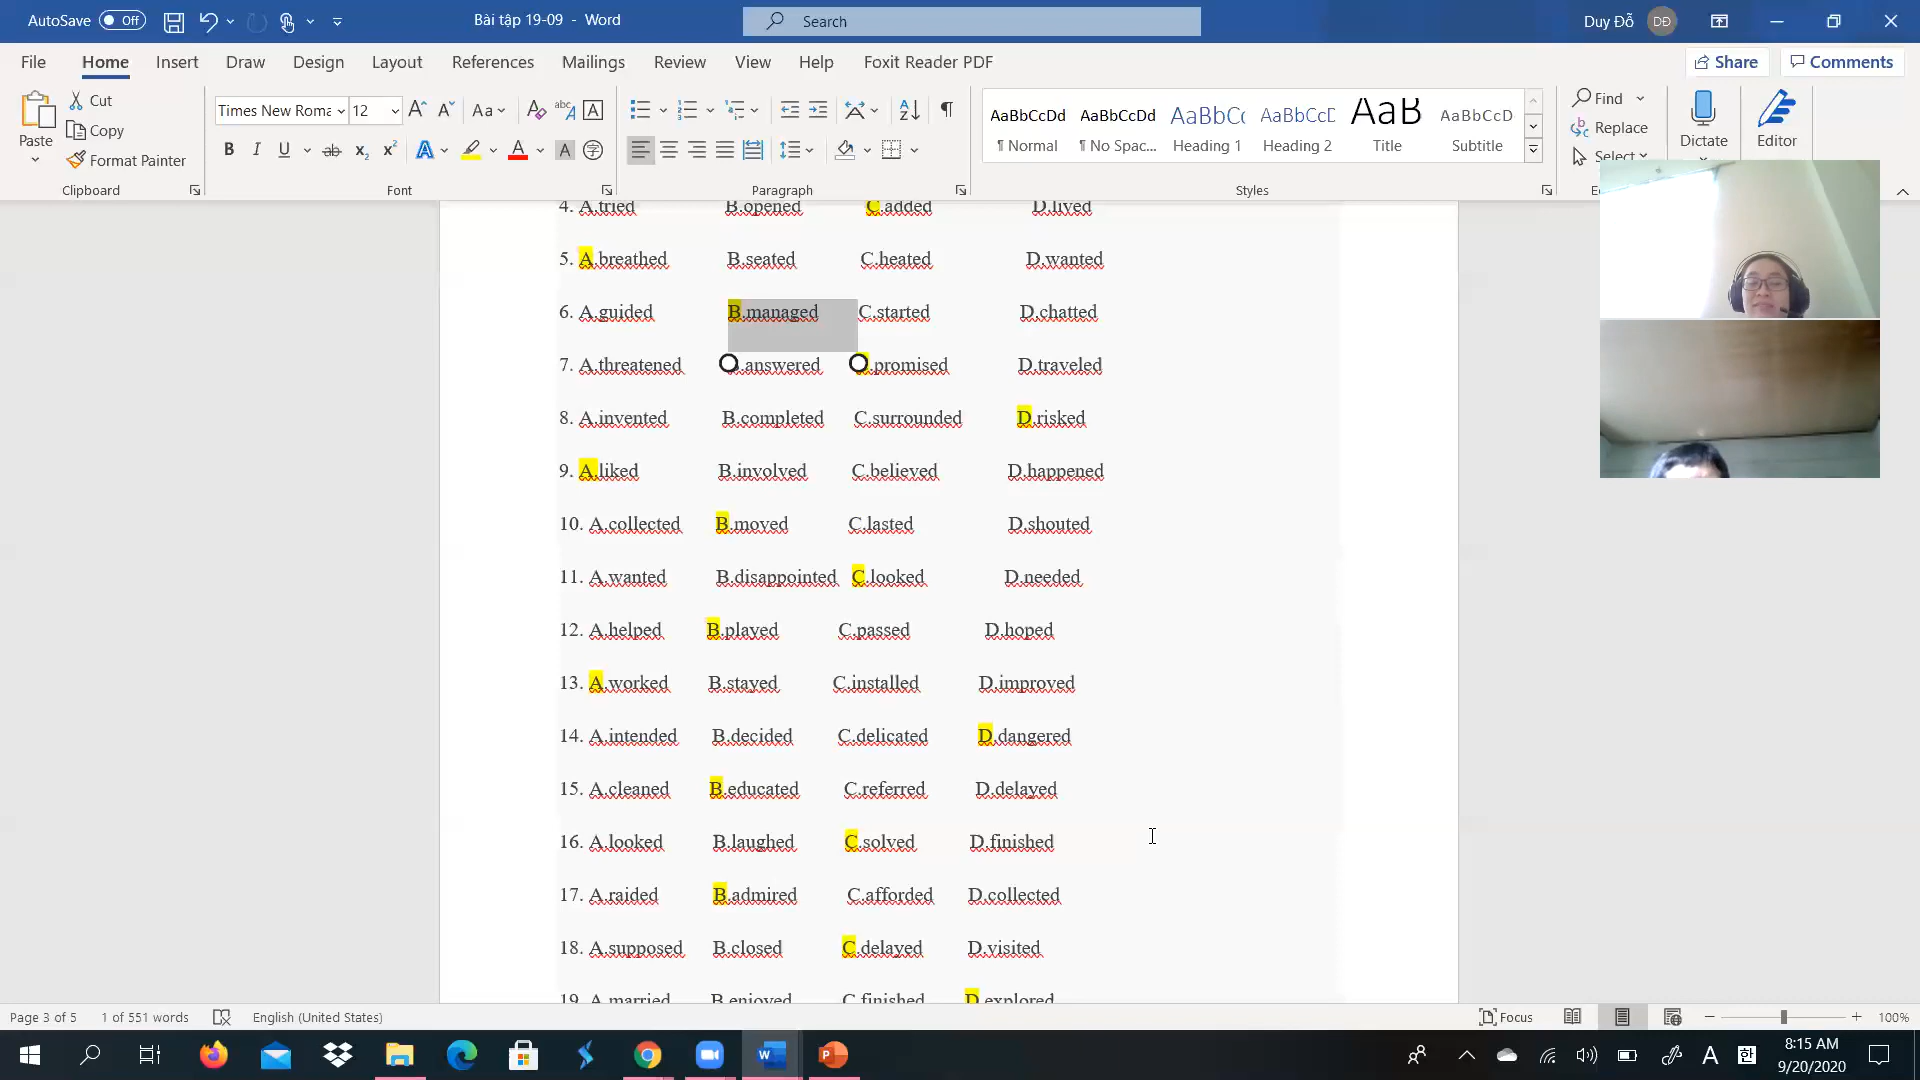 AutoSave Off Bài tập 19-09 - Word Search Duy Đỗ DĐ
File Home Insert Draw Design Layout References Mailings Review View Help Foxit Reader PDF Share Comments
Paste Cut Copy Format Painter
Times New Roma 12 Aa
B I U ab x₂ x² A A A
AaBbCcDd AaBbCcDd AaBbCc AaBbCcD AaB AaBbCcD
¶ Normal ¶ No Spac... Heading 1 Heading 2 Title Subtitle
Find Replace Select Dictate Editor
Clipboard Font Paragraph Styles
4. A.tried B.opened C.added D.lived
5. A.breathed B.seated C.heated D.wanted
6. A.guided B.managed C.started D.chatted
7. A.threatened .answered .promised D.traveled
8. A.invented B.completed C.surrounded D.risked
9. A.liked B.involved C.believed D.happened
10. A.collected B.moved C.lasted D.shouted
11. A.wanted B.disappointed C.looked D.needed
12. A.helped B.played C.passed D.hoped
13. A.worked B.stayed C.installed D.improved
14. A.intended B.decided C.delicated D.dangered
15. A.cleaned B.educated C.referred D.delayed
16. A.looked B.laughed C.solved D.finished
17. A.raided B.admired C.afforded D.collected
18. A.supposed B.closed C.delayed D.visited
19. A.married B.enjoyed C.finished D.explored
Page 3 of 5 1 of 551 words English (United States) Focus 100%
A 한 8:15 AM
9/20/2020